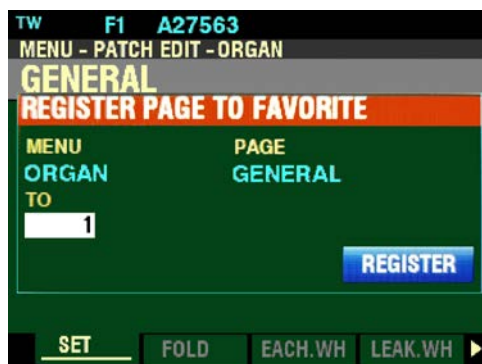 TW F1 A27563
MENU - PATCH EDIT - ORGAN
GENERAL
REGISTER PAGE TO FAVORITE
MENU PAGE
ORGAN GENERAL
TO
1
REGISTER
SET FOLD EACH.WH LEAK.WH